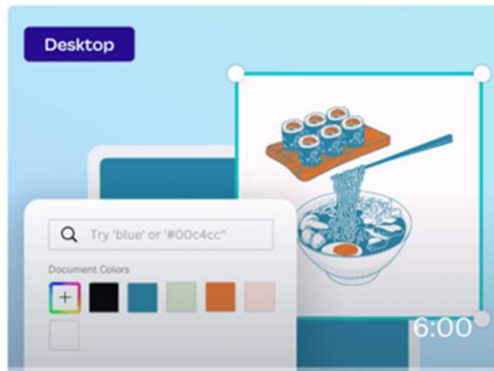 Desktop
Try 'blue' or '#00c4cc"
Document Colors
+
6:00